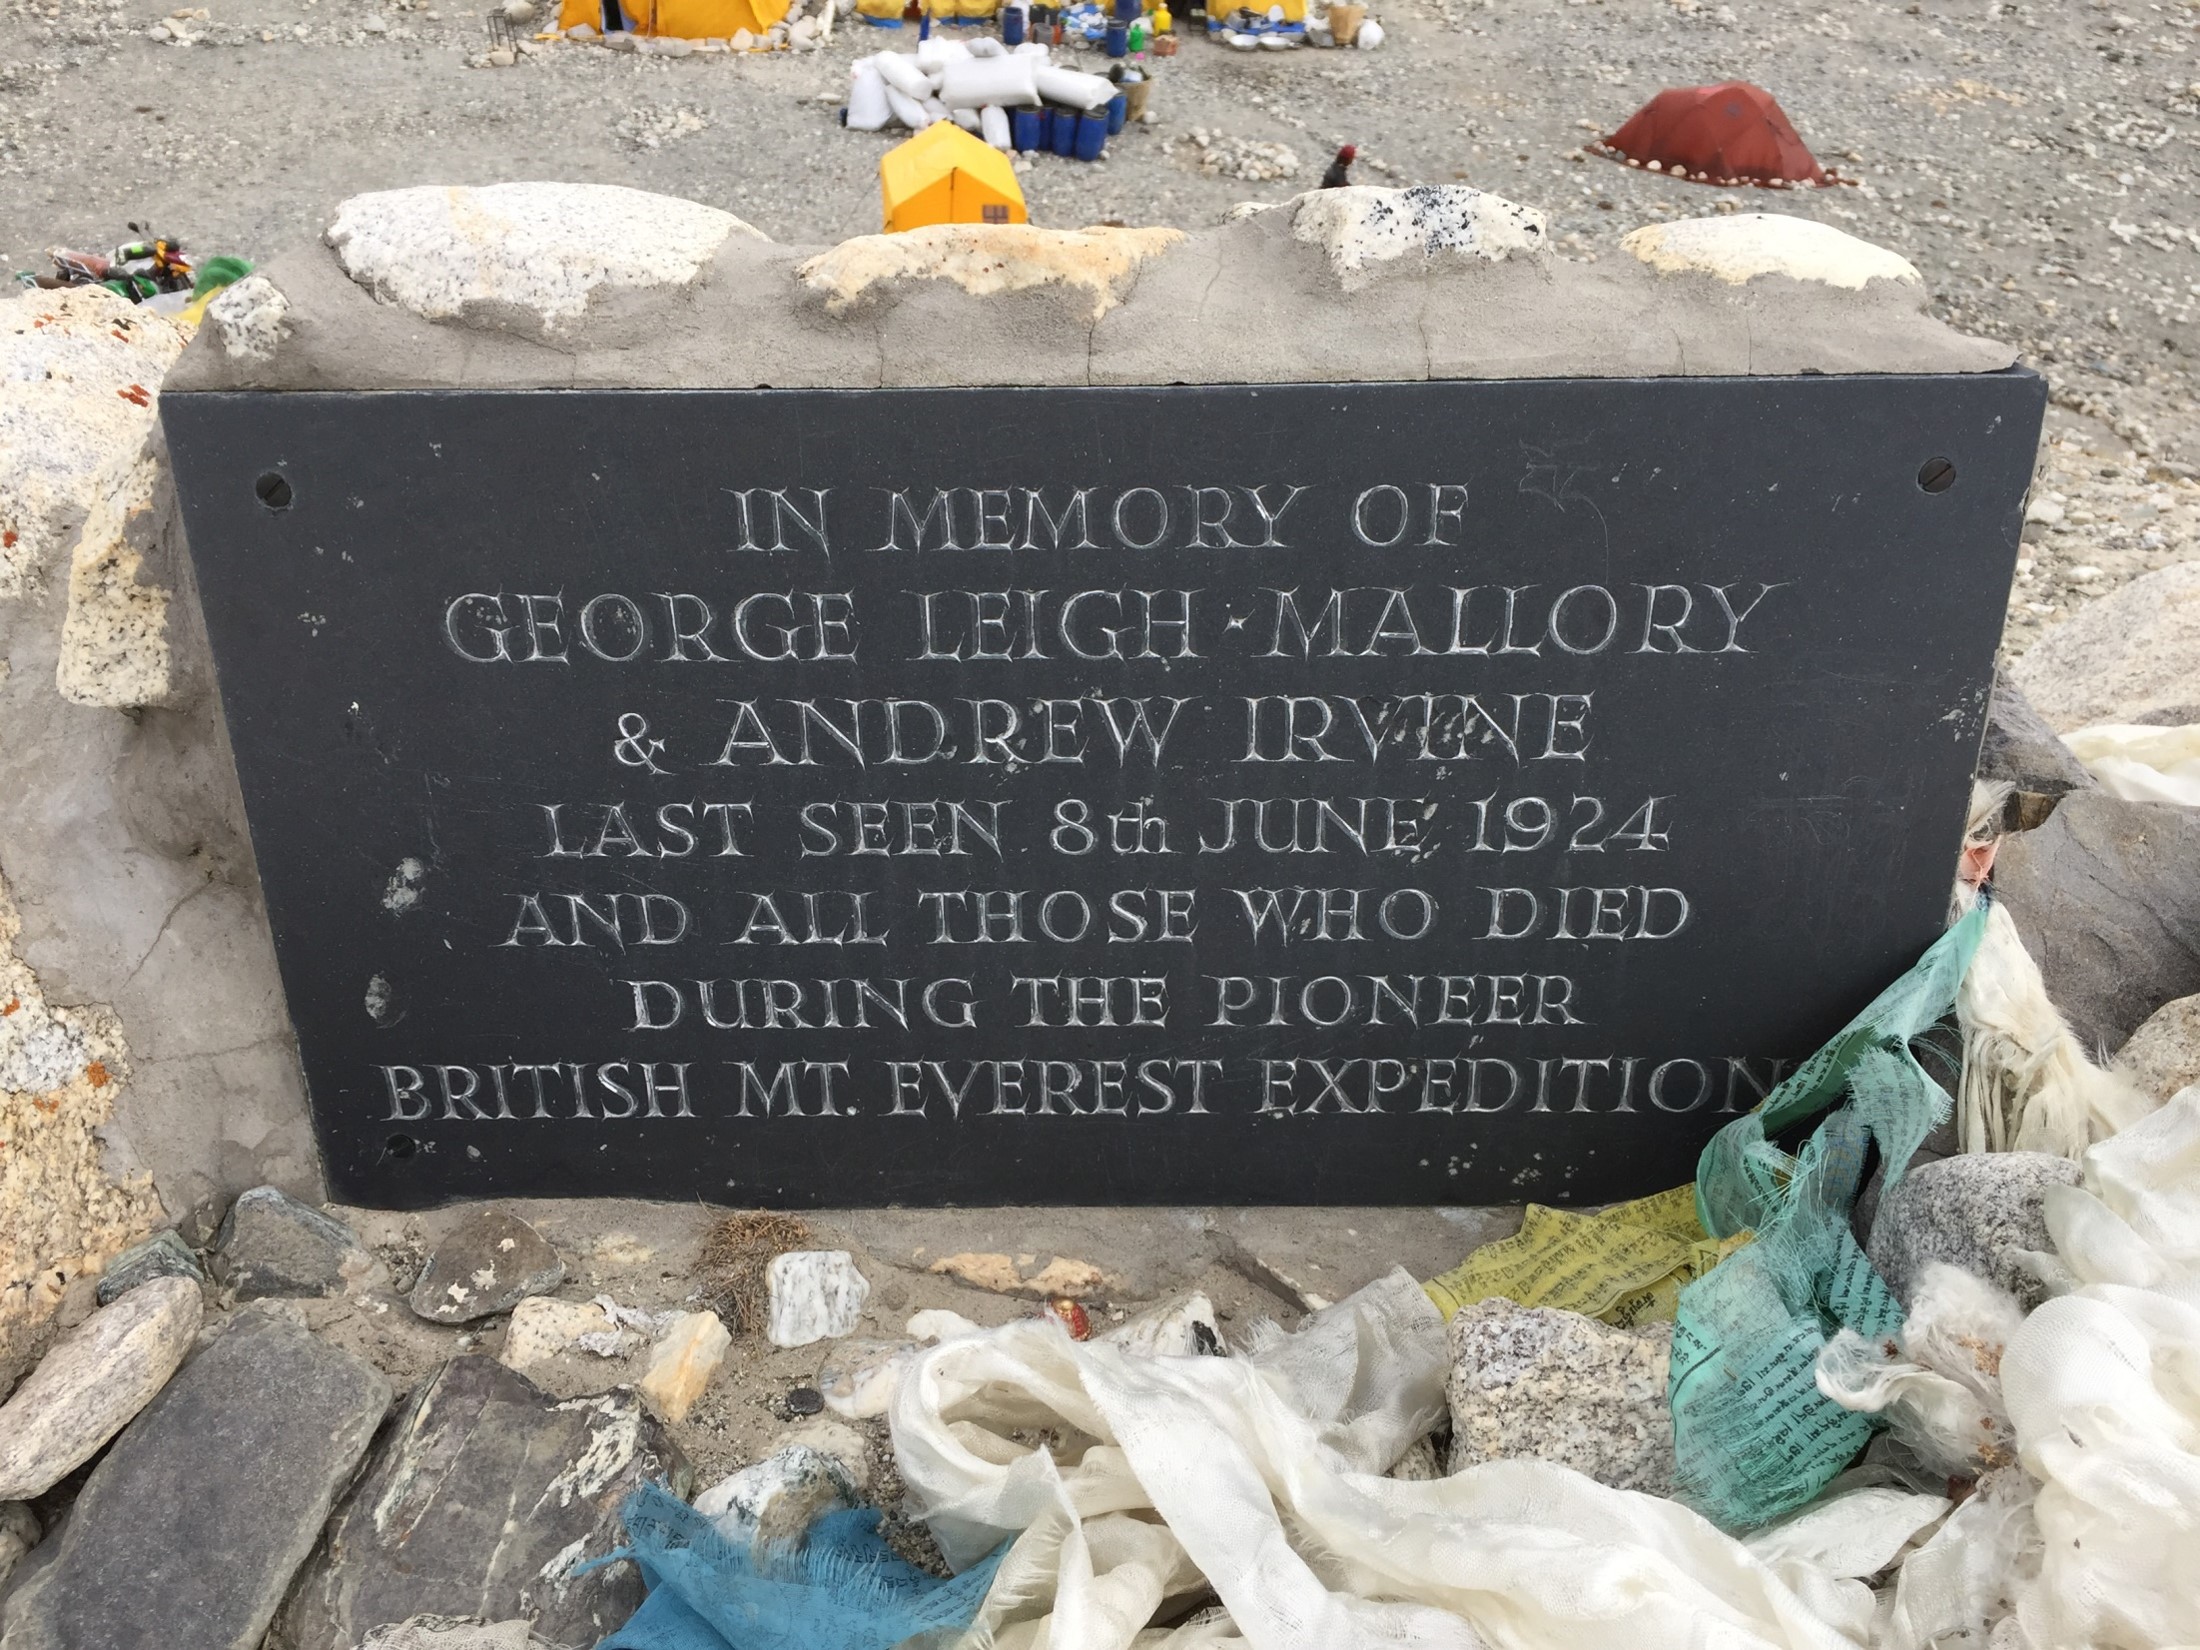 IN MEMORY OF
GEORGE LEIGH·MALLORY
& ANDREW IRVINE
LAST SEEN 8th JUNE 1924
AND ALL THOSE WHO DIED
DURING THE PIONEER
BRITISH MT. EVEREST EXPEDITION